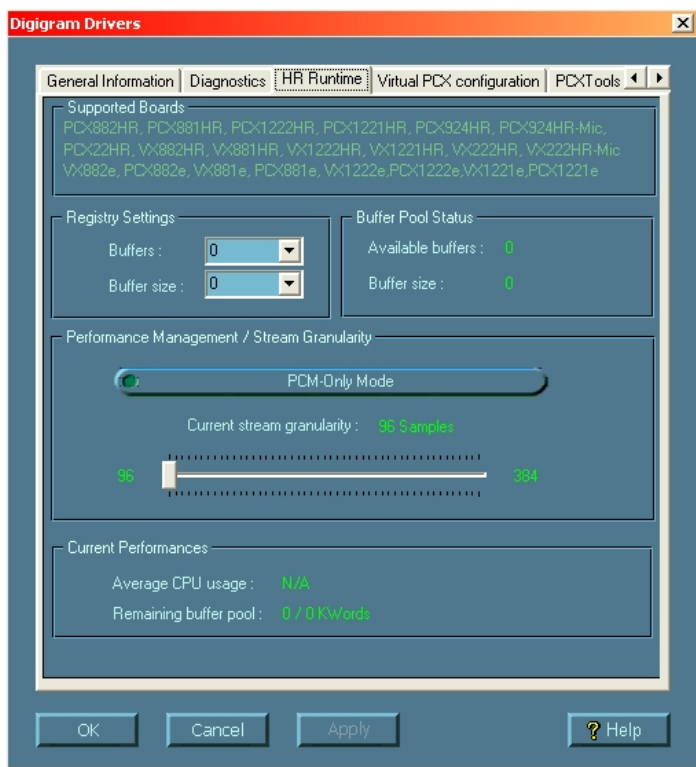 Digigram Drivers
General Information
Diagnostics
HR Runtime
Virtual PCX configuration
PCXTools
Supported Boards
PCX882HR, PCX881HR, PCX1222HR, PCX1221HR, PCX924HR, PCX924HR-Mic,
PCX22HR, VX882HR, VX881HR, VX1222HR, VX1221HR, VX222HR, VX222HR-Mic
VX882e, PCX882e, VX881e, PCX881e, VX1222e,PCX1222e,VX1221e,PCX1221e
Registry Settings
Buffers : 0
Buffer size : 0
Buffer Pool Status
Available buffers : 0
Buffer size : 0
Performance Management / Stream Granularity
PCM-Only Mode
Current stream granularity : 96 Samples
96
384
Current Performances
Average CPU usage : N/A
Remaining buffer pool : 0 / 0 KWords
OK
Cancel
Apply
? Help